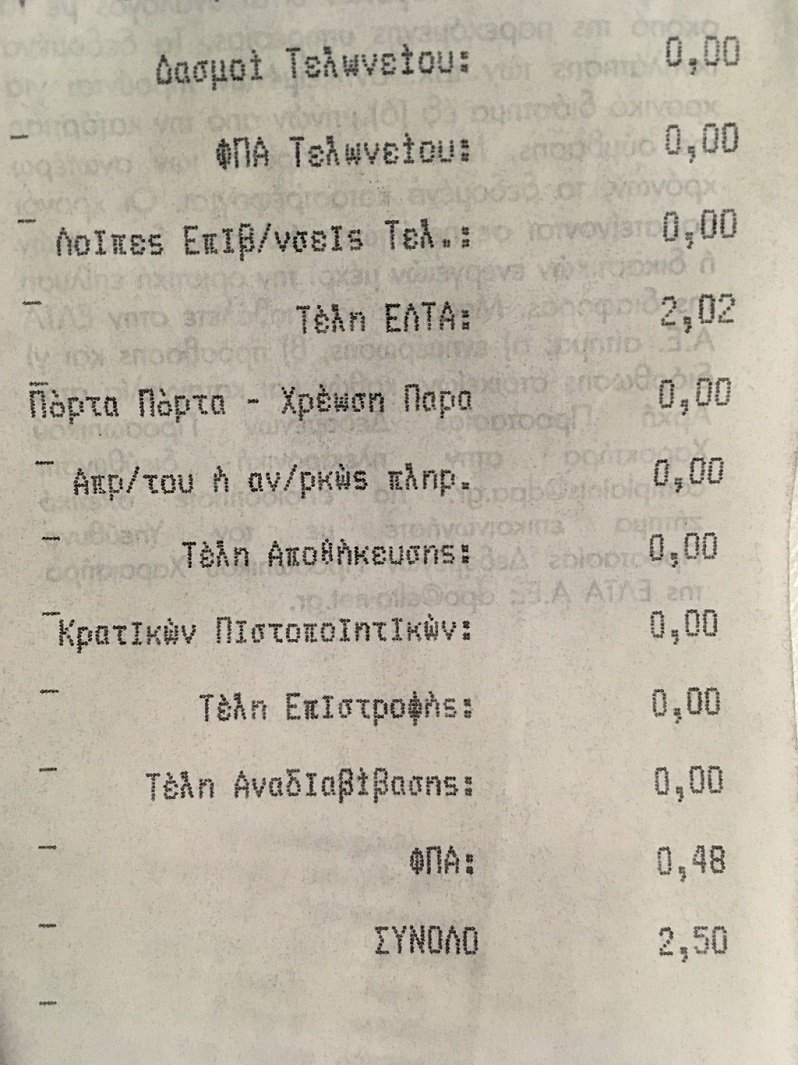 Δασμοί Τελωνείου: 0,00
ΦΠΑ Τελωνείου: 0,00
Λοιπες Επιβ/νσεις Τελ.: 0,00
Τέλη ΕΛΤΑ: 2,02
Πόρτα Πόρτα - Χρέωση Παρα 0,00
Απρ/του ή αν/ρκώς πληρ. 0,00
Τέλη Αποθήκευσης: 0,00
Κρατικών Πιστοποιητικών: 0,00
Τέλη Επιστροφής: 0,00
Τέλη Αναδιαβίβασης: 0,00
ΦΠΑ: 0,48
ΣΥΝΟΛΟ 2,50